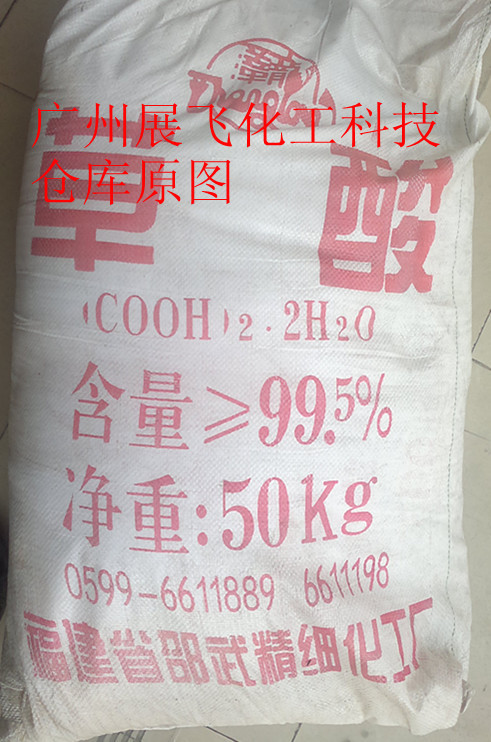 广州展飞化工科技
仓库原图
草酸
(COOH)2·2H2O
含量≥99.5%
净重:50Kg
0599-6611889 6611198
福建省邵武精细化工厂